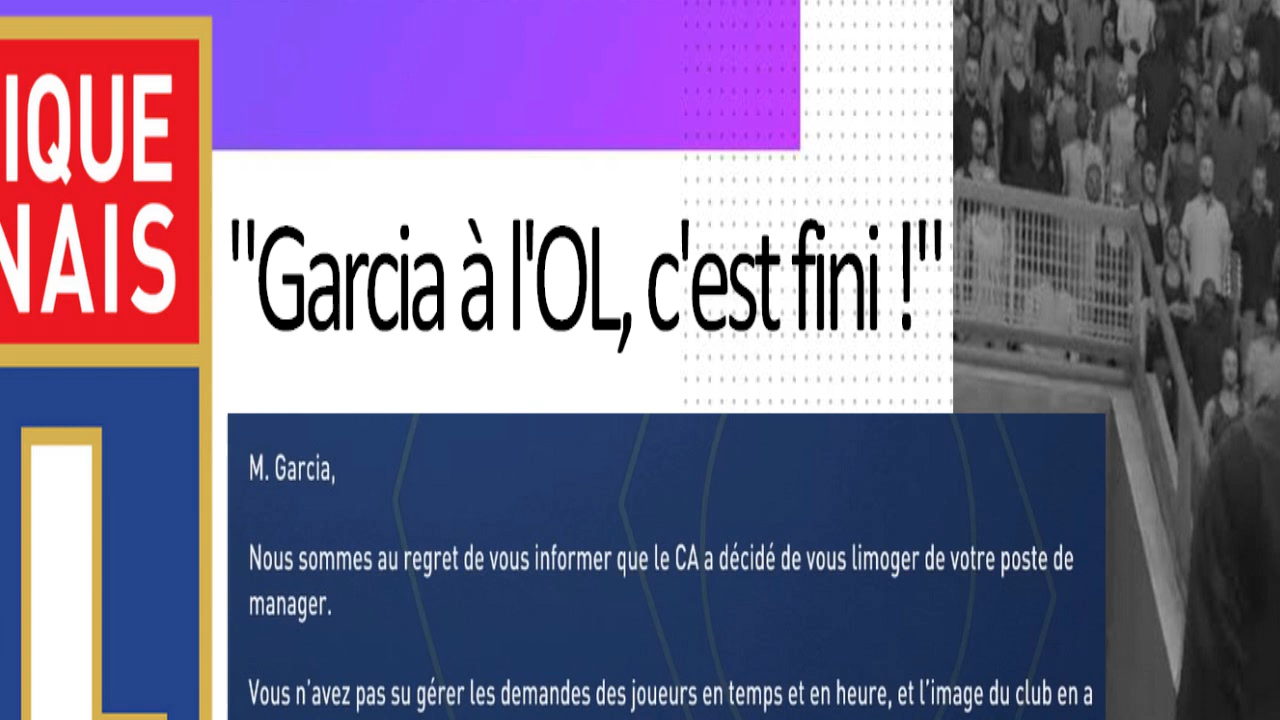 IQUE
NAIS
"Garcia à l'OL, c'est fini !"
M. Garcia,
Nous sommes au regret de vous informer que le CA a décidé de vous limoger de votre poste de
manager.
Vous n'avez pas su gérer les demandes des joueurs en temps et en heure, et l'image du club en a